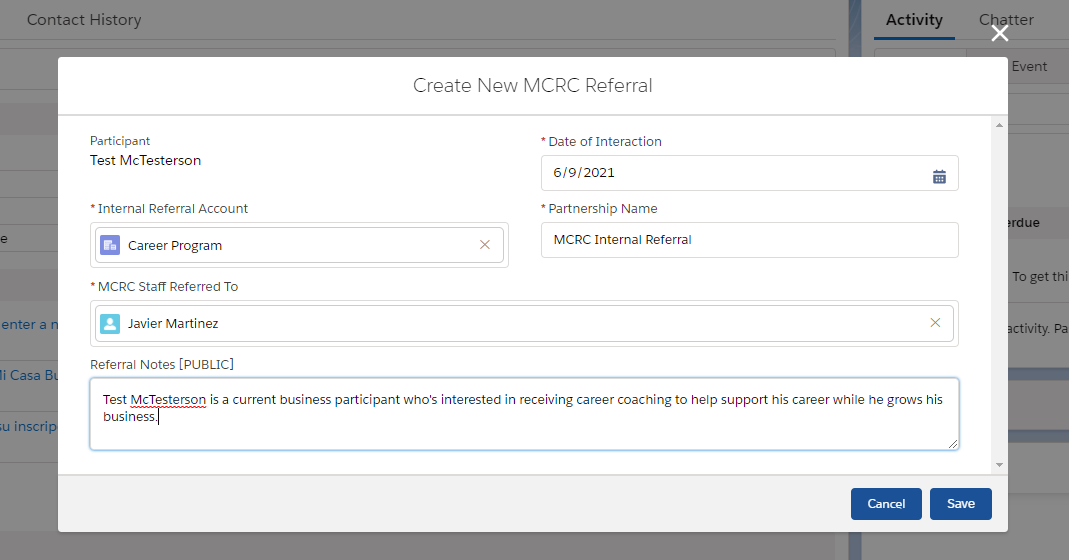 Contact History
Activity
Chatter
Event
Create New MCRC Referral
Participant
Test McTesterson
* Date of Interaction
6/9/2021
* Internal Referral Account
Career Program
* Partnership Name
MCRC Internal Referral
* MCRC Staff Referred To
Javier Martinez
Referral Notes [PUBLIC]
Test McTesterson is a current business participant who's interested in receiving career coaching to help support his career while he grows his
business.
Cancel
Save
e
enter a n
Mi Casa Bu
su inscrip
erdue
To get thi
activity. Pa